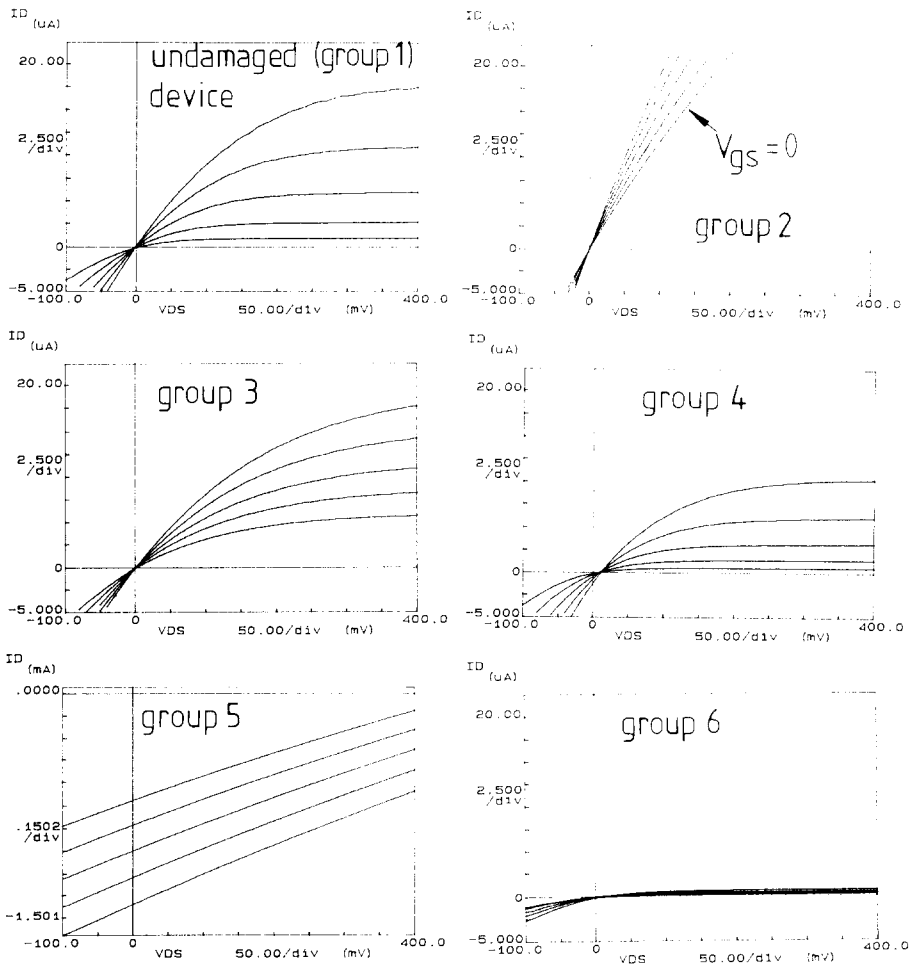 ID (uA)
undamaged (group 1)
device
20.00
2.500
/div
0
-5.000
-100.0 0 400.0
VDS 50.00/div (mV)
ID (uA)
20.00
2.500
/div
Vgs=0
group 2
0
-5.000
-100.0 0 400.0
VDS 50.00/div (mV)
ID (uA)
group 3
20.00
2.500
/div
0
-5.000
-100.0 0 400.0
VDS 50.00/div (mV)
ID (uA)
group 4
20.00
2.500
/div
0
-5.000
-100.0 0 400.0
VDS 50.00/div (mV)
ID (mA)
.0000
group 5
.1502
/div
-1.501
-100.0 0 400.0
VDS 50.00/div (mV)
ID (uA)
20.00
group 6
2.500
/div
0
-5.000
-100.0 0 400.0
VDS 50.00/div (mV)